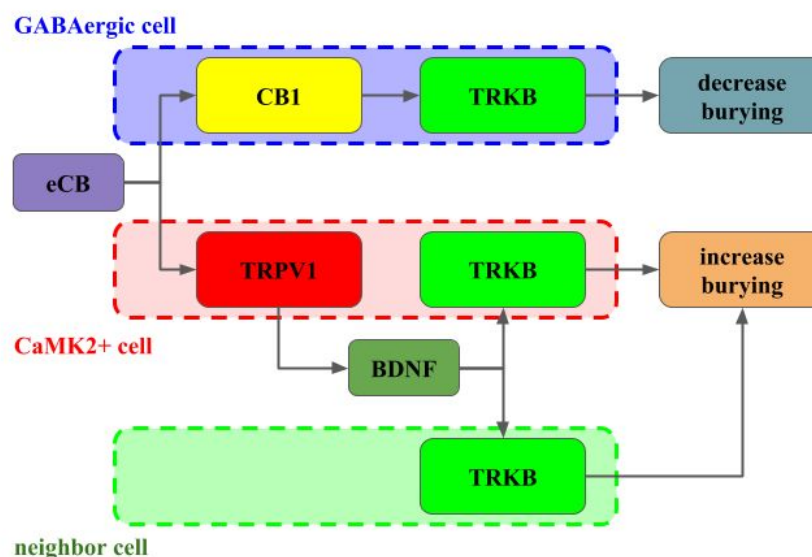 GABAergic cell
CB1
TRKB
decrease
burying
eCB
TRPV1
TRKB
increase
burying
CaMK2+ cell
BDNF
TRKB
neighbor cell